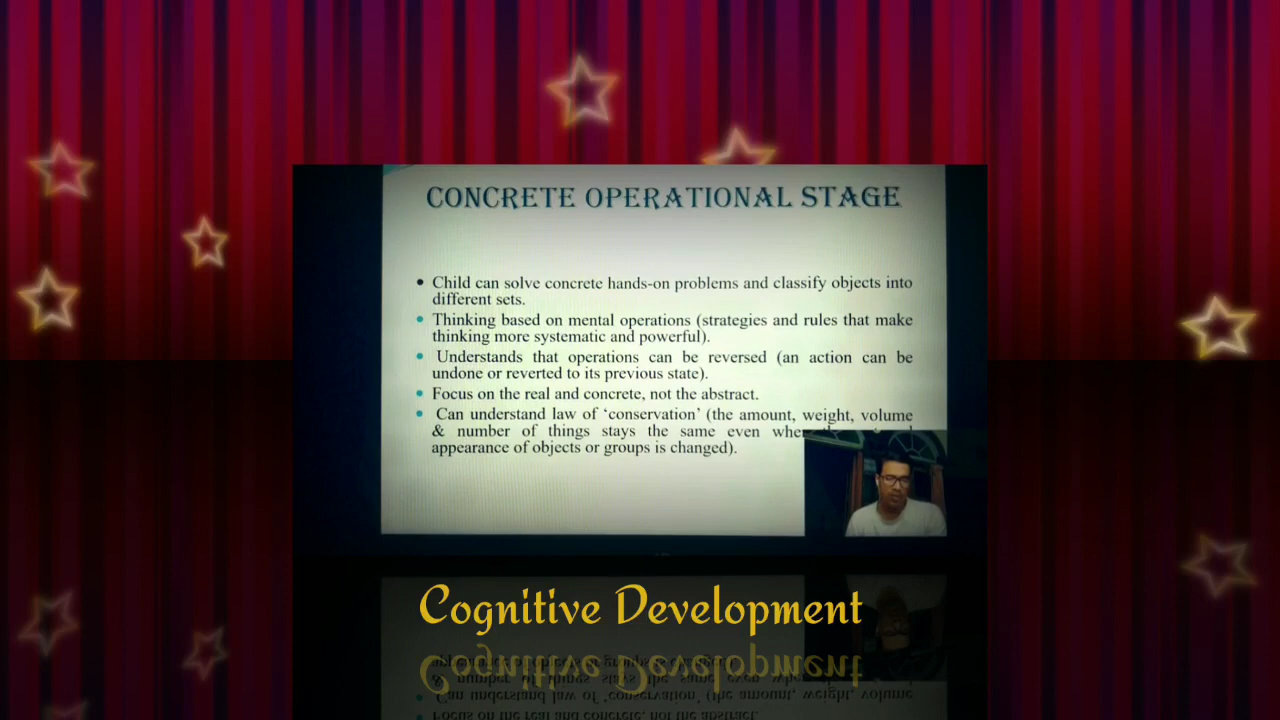 CONCRETE OPERATIONAL STAGE
• Child can solve concrete hands-on problems and classify objects into
different sets.
• Thinking based on mental operations (strategies and rules that make
thinking more systematic and powerful).
• Understands that operations can be reversed (an action can be
undone or reverted to its previous state).
• Focus on the real and concrete, not the abstract.
• Can understand law of ‘conservation’ (the amount, weight, volume
& number of things stays the same even
appearance of objects or groups is changed).
Cognitive Development